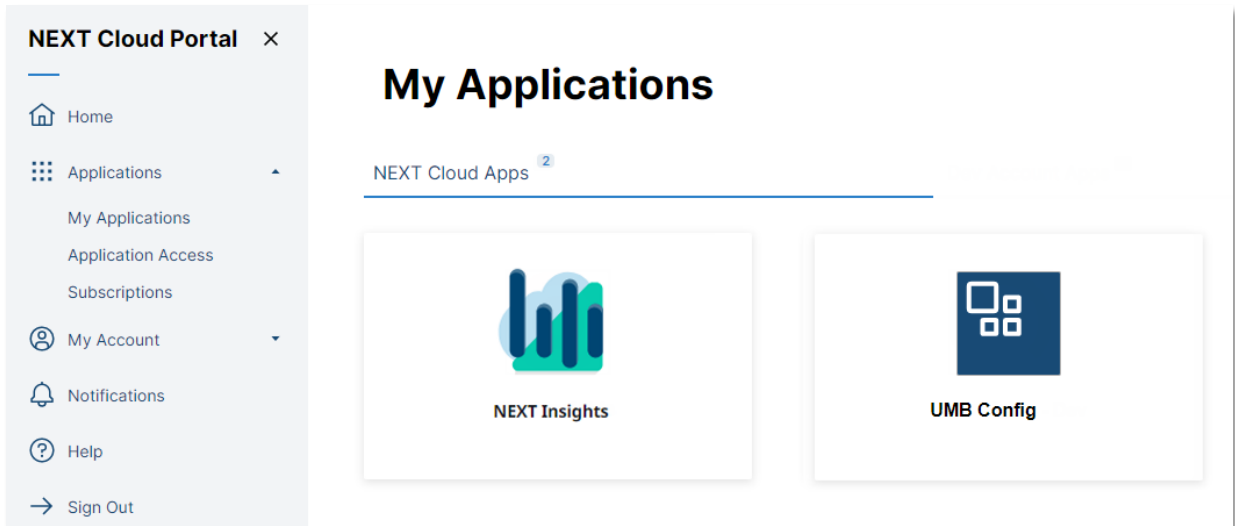 NEXT Cloud Portal
Home
Applications
My Applications
Application Access
Subscriptions
My Account
Notifications
Help
Sign Out
My Applications
NEXT Cloud Apps 2
NEXT Insights
UMB Config